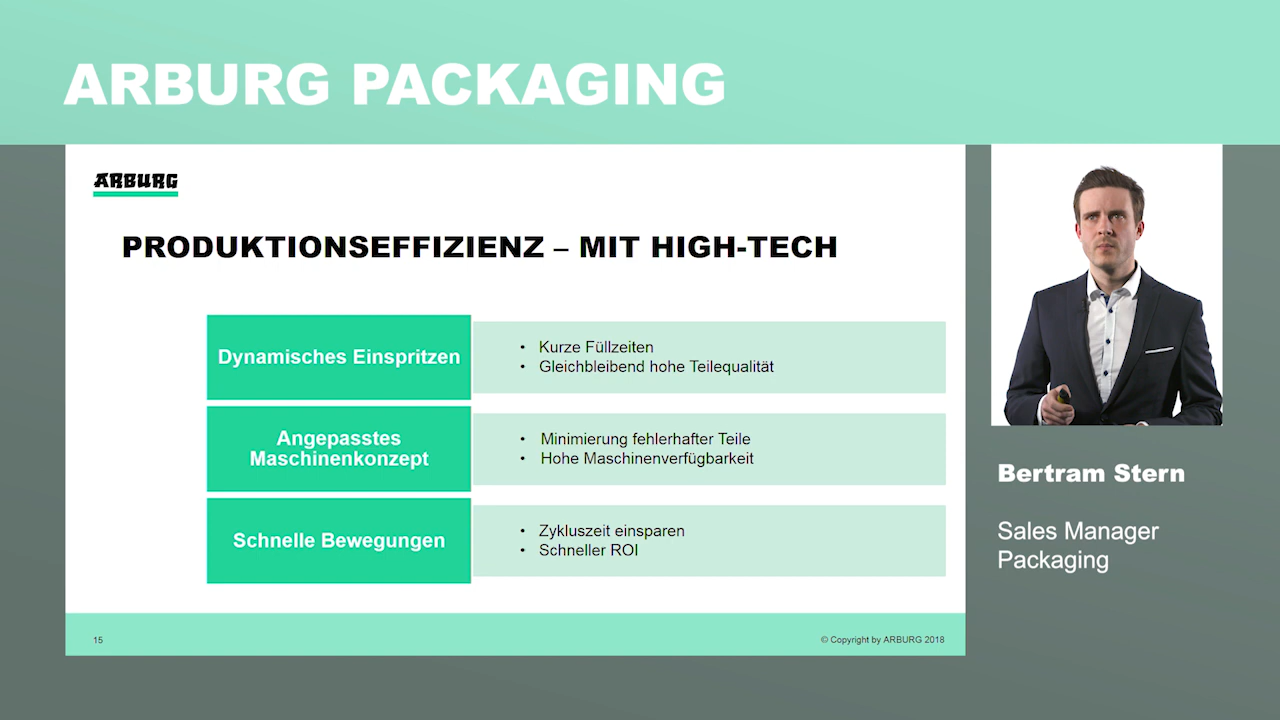 ARBURG PACKAGING
ARBURG
PRODUKTIONSEFFIZIENZ – MIT HIGH-TECH
Dynamisches Einspritzen
• Kurze Füllzeiten
• Gleichbleibend hohe Teilequalität
Angepasstes
Maschinenkonzept
• Minimierung fehlerhafter Teile
• Hohe Maschinenverfügbarkeit
Schnelle Bewegungen
• Zykluszeit einsparen
• Schneller ROI
15
© Copyright by ARBURG 2018
Bertram Stern
Sales Manager
Packaging